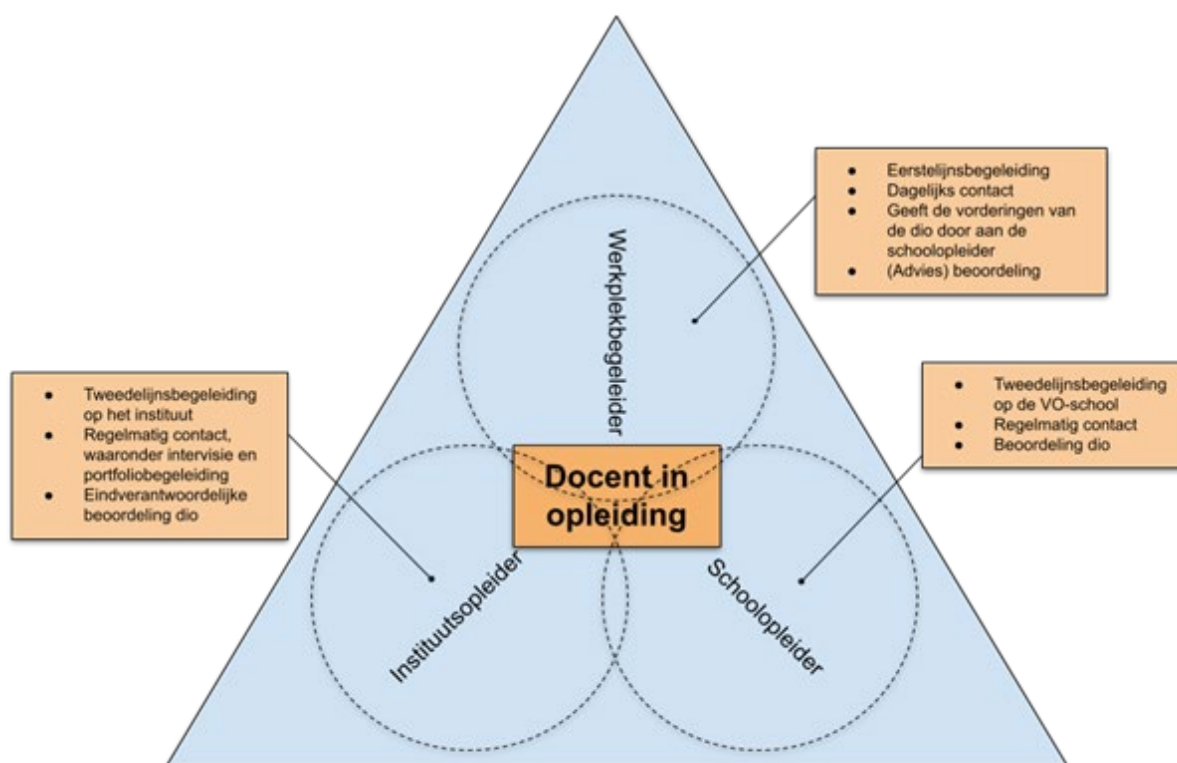 • Eerstelijnsbegeleiding
• Dagelijks contact
• Geeft de vorderingen van
de dio door aan de
schoolopleider
• (Advies) beoordeling
Werkplekbegeleider
• Tweedelijnsbegeleiding
op het instituut
• Regelmatig contact,
waaronder intervisie en
portfoliobegeleiding
• Eindverantwoordelijke
beoordeling dio
• Tweedelijnsbegeleiding
op de VO-school
• Regelmatig contact
• Beoordeling dio
Docent in
opleiding
Instituutsopleider
Schoolopleider